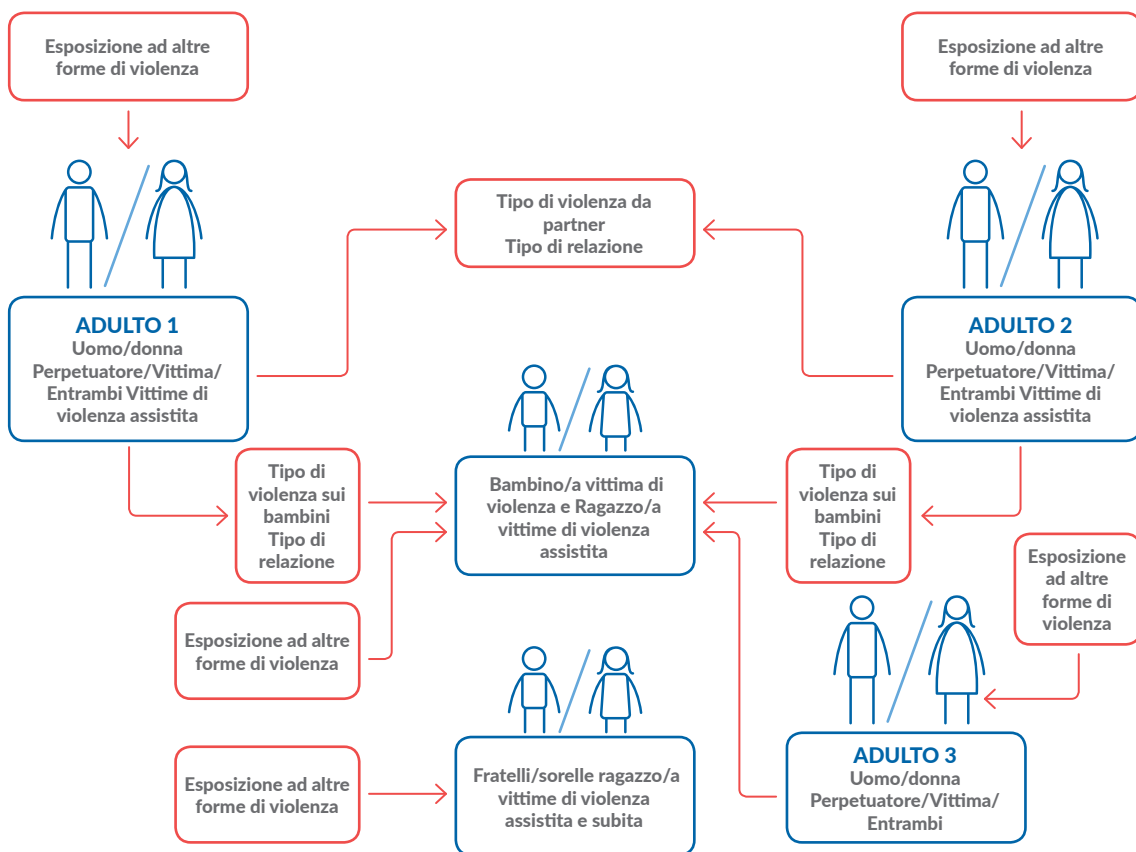 Esposizione ad altre
forme di violenza
Esposizione ad altre
forme di violenza
Tipo di violenza da
partner
Tipo di relazione
ADULTO 1
Uomo/donna
Perpetuatore/Vittima/
Entrambi Vittime di
violenza assistita
ADULTO 2
Uomo/donna
Perpetuatore/Vittima/
Entrambi Vittime di
violenza assistita
Tipo di
violenza sui
bambini
Tipo di
relazione
Bambino/a vittima di
violenza e Ragazzo/a
vittime di violenza
assistita
Tipo di
violenza sui
bambini
Tipo di
relazione
Esposizione
ad altre
forme di
violenza
Esposizione ad altre
forme di violenza
Esposizione ad altre
forme di violenza
Fratelli/sorelle ragazzo/a
vittime di violenza
assistita e subita
ADULTO 3
Uomo/donna
Perpetuatore/Vittima/
Entrambi